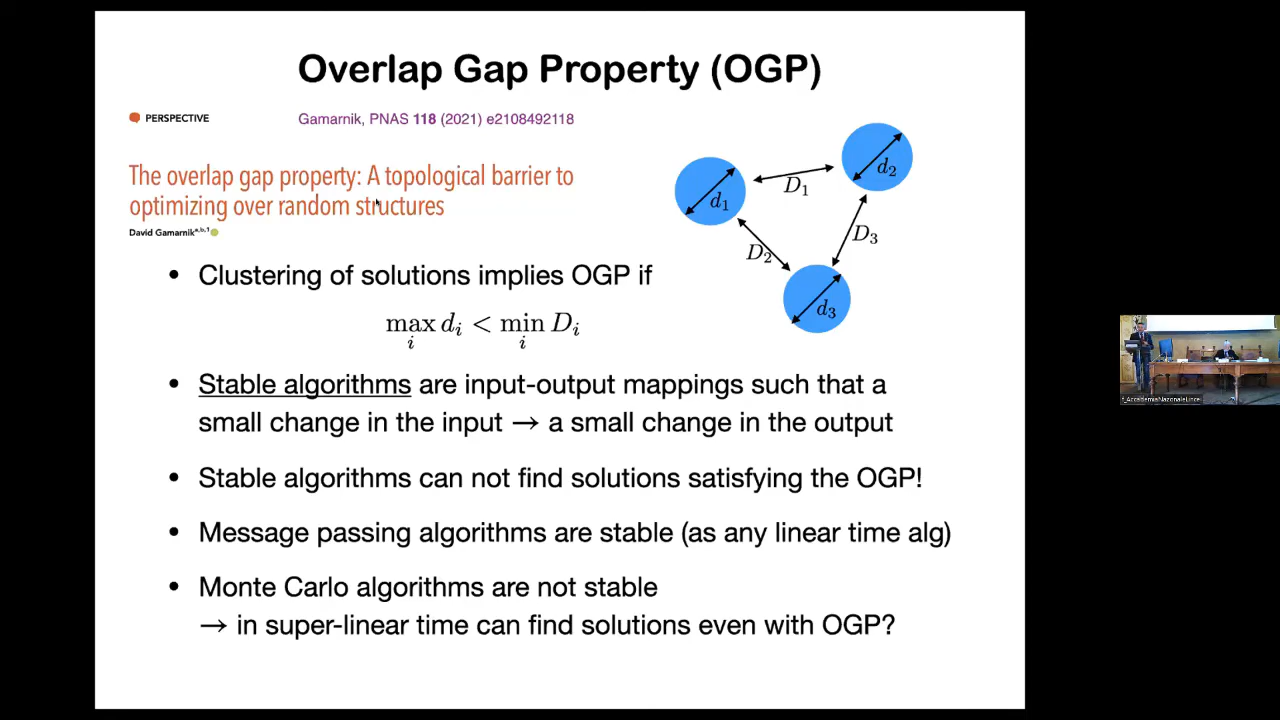 Overlap Gap Property (OGP)
PERSPECTIVE
Gamarnik, PNAS 118 (2021) e2108492118
The overlap gap property: A topological barrier to
optimizing over random structures
David Gamarnik^a,b,1
d₁
D₁
d₂
D₂
D₃
d₃
• Clustering of solutions implies OGP if
max_i d_i < min_i D_i
• Stable algorithms are input-output mappings such that a
small change in the input → a small change in the output
• Stable algorithms can not find solutions satisfying the OGP!
• Message passing algorithms are stable (as any linear time alg)
• Monte Carlo algorithms are not stable
→ in super-linear time can find solutions even with OGP?